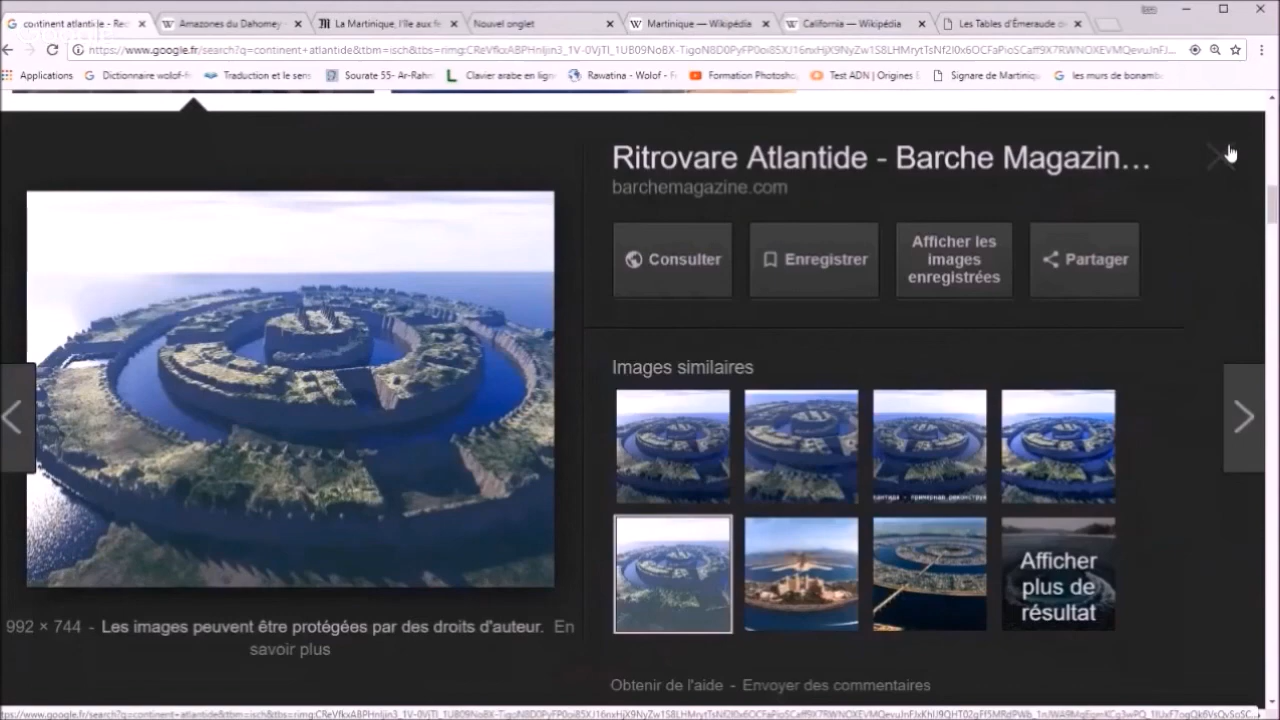 continent atlantide - Rec
Amazones du Dahomey -
La Martinique, l'île aux
Nouvel onglet
Martinique — Wikipédia
California — Wikipédia
Les Tables d'Émeraude
Applications
Dictionnaire wolof-f
Traduction et le sens
Sourate 55- Ar-Rahm
Clavier arabe en lign
Rawatina - Wolof - F
Formation Photosho
Test ADN | Origines
Signare de Martiniq
les murs de bonamb
Ritrovare Atlantide - Barche Magazin...
barchemagazine.com
Consulter
Enregistrer
Afficher les
images
enregistrées
Partager
Images similaires
Afficher
plus de
résultat
992 × 744 - Les images peuvent être protégées par des droits d'auteur. En
savoir plus
Obtenir de l'aide - Envoyer des commentaires